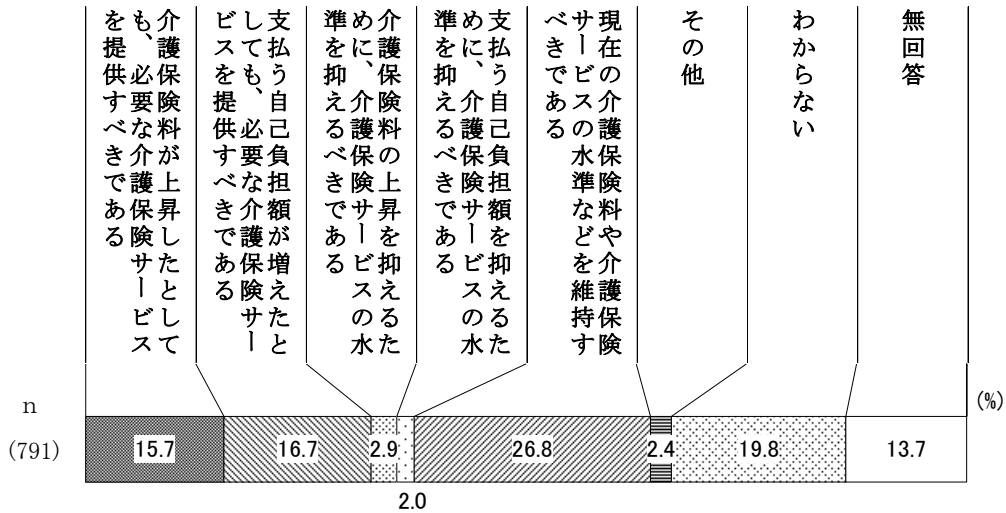 介護保険料が上昇したとして
も、必要な介護保険サービス
を提供すべきである
支払う自己負担額が増えたと
しても、必要な介護保険サー
ビスを提供すべきである
介護保険料の上昇を抑えるた
めに、介護保険サービスの水
準を抑えるべきである
支払う自己負担額を抑えるた
めに、介護保険サービスの水
準を抑えるべきである
現在の介護保険料や介護保険
サービスの水準などを維持す
べきである
その他
わからない
無回答
n
(%)
(791)
15.7
16.7
2.9
26.8
2.4
19.8
13.7
2.0